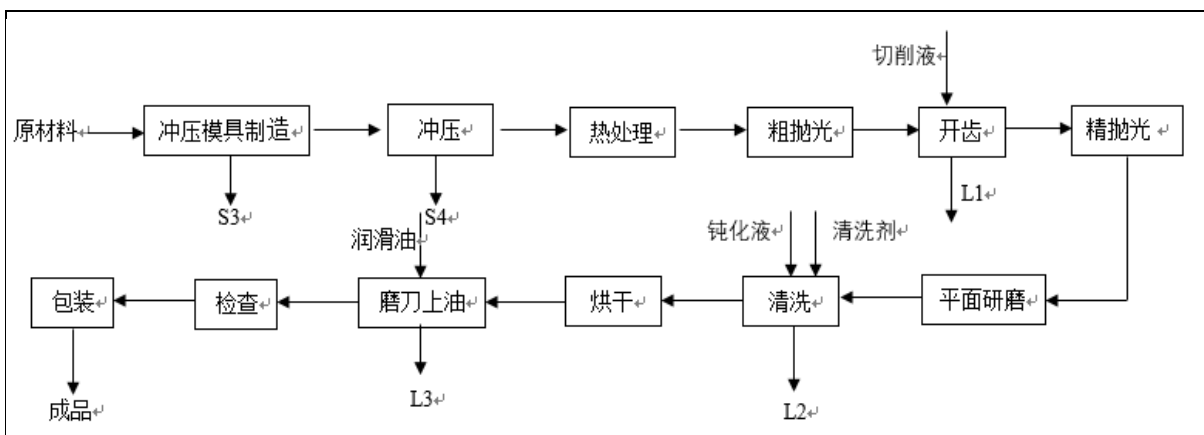 切削液
原材料
冲压模具制造
冲压
热处理
粗抛光
开齿
精抛光
S3
S4
L1
润滑油
钝化液
清洗剂
包装
检查
磨刀上油
烘干
清洗
平面研磨
成品
L3
L2